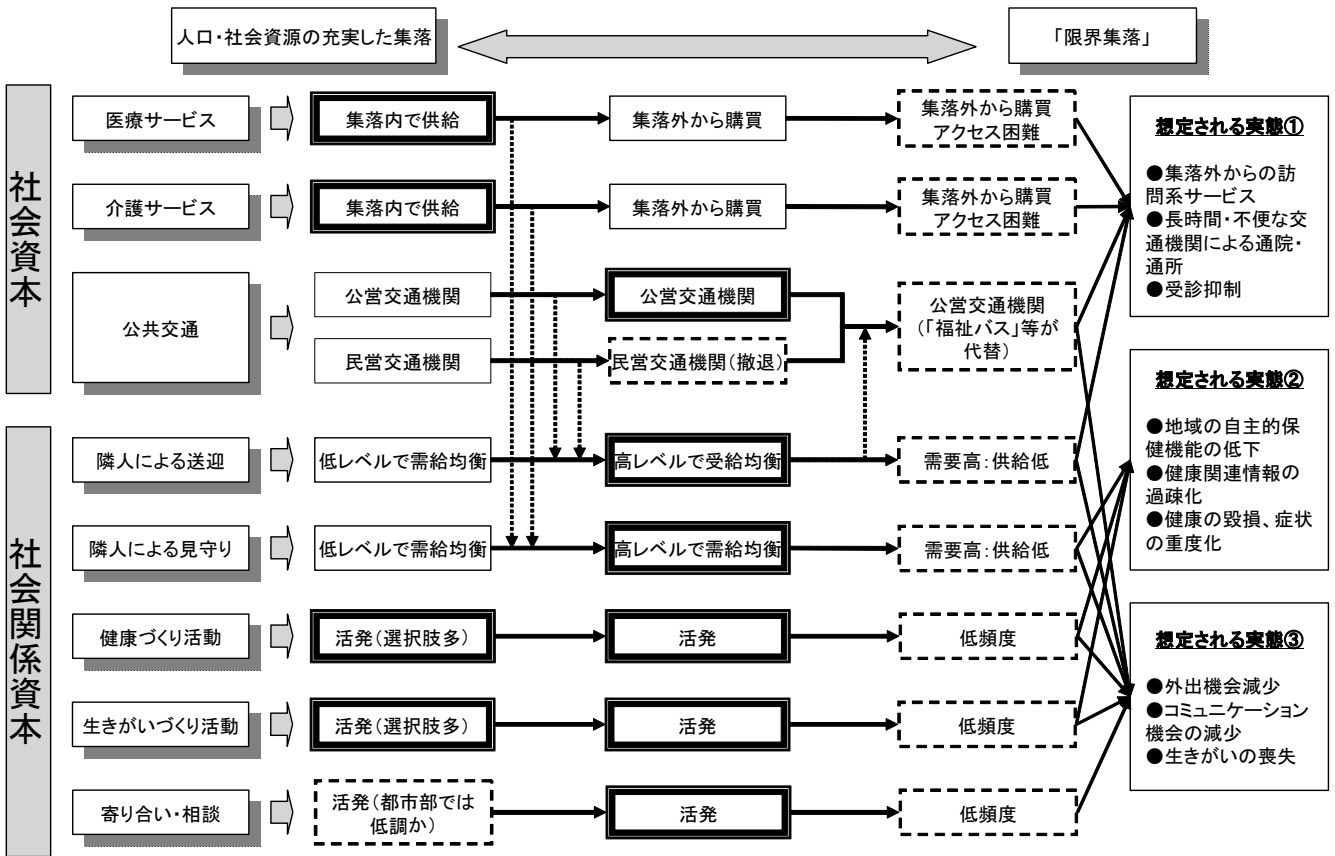 人口・社会資源の充実した集落
「限界集落」
社会資本
医療サービス
集落内で供給
集落外から購買
集落外から購買
アクセス困難
介護サービス
集落内で供給
集落外から購買
集落外から購買
アクセス困難
公共交通
公営交通機関
公営交通機関
民営交通機関
民営交通機関(撤退)
公営交通機関
(「福祉バス」等が
代替)
社会関係資本
隣人による送迎
低レベルで需給均衡
高レベルで受給均衡
需要高:供給低
隣人による見守り
低レベルで需給均衡
高レベルで需給均衡
需要高:供給低
健康づくり活動
活発(選択肢多)
活発
低頻度
生きがいづくり活動
活発(選択肢多)
活発
低頻度
寄り合い・相談
活発(都市部では
低調か)
活発
低頻度
想定される実態①
●集落外からの訪
問系サービス
●長時間・不便な交
通機関による通院・
通所
●受診抑制
想定される実態②
●地域の自主的保
健機能の低下
●健康関連情報の
過疎化
●健康の毀損、症状
の重度化
想定される実態③
●外出機会減少
●コミュニケーション
機会の減少
●生きがいの喪失